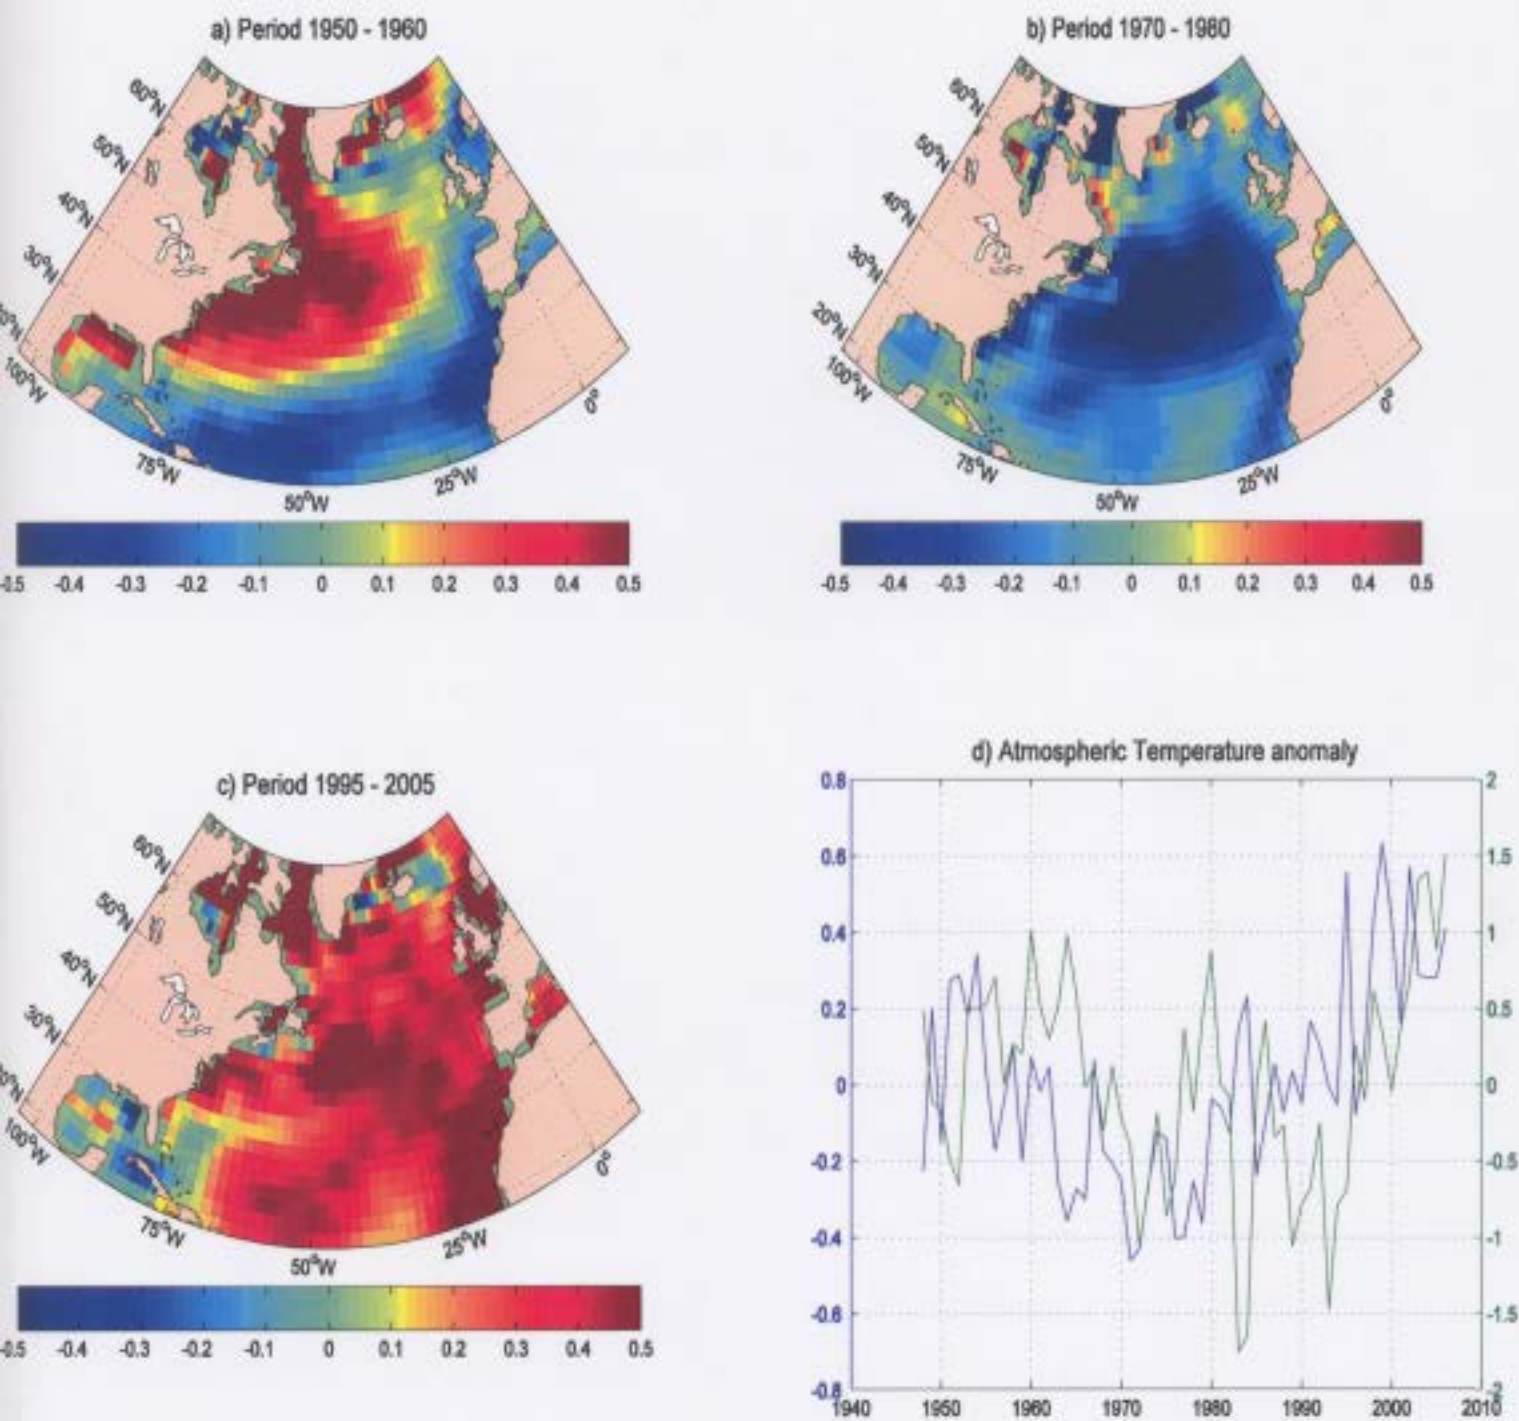 a) Period 1950 - 1960
60°N
50°N
40°N
30°N
0°N
100°W
75°W
50°W
25°W
0°
-0.5 -0.4 -0.3 -0.2 -0.1 0 0.1 0.2 0.3 0.4 0.5
b) Period 1970 - 1980
60°N
50°N
40°N
30°N
20°N
100°W
75°W
50°W
25°W
0°
-0.5 -0.4 -0.3 -0.2 -0.1 0 0.1 0.2 0.3 0.4 0.5
c) Period 1995 - 2005
60°N
50°N
40°N
30°N
0°N
100°W
75°W
50°W
25°W
0°
-0.5 -0.4 -0.3 -0.2 -0.1 0 0.1 0.2 0.3 0.4 0.5
d) Atmospheric Temperature anomaly
0.8 2
0.6 1.5
0.4 1
0.2 0.5
0 0
-0.2 -0.5
-0.4 -1
-0.6 -1.5
-0.8 -2
1940 1950 1960 1970 1980 1990 2000 2010